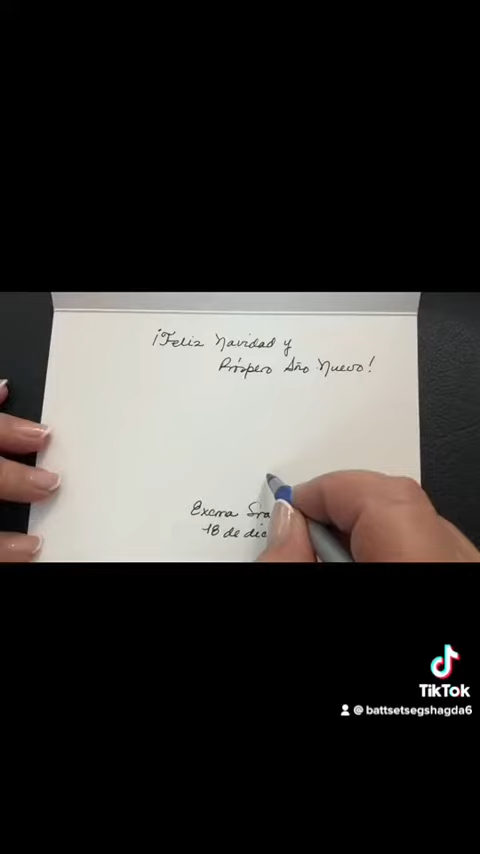 ¡Feliz Navidad y
Próspero Año Nuevo!
Excma Sra
18 de dic
TikTok
@battsetsegshagda6